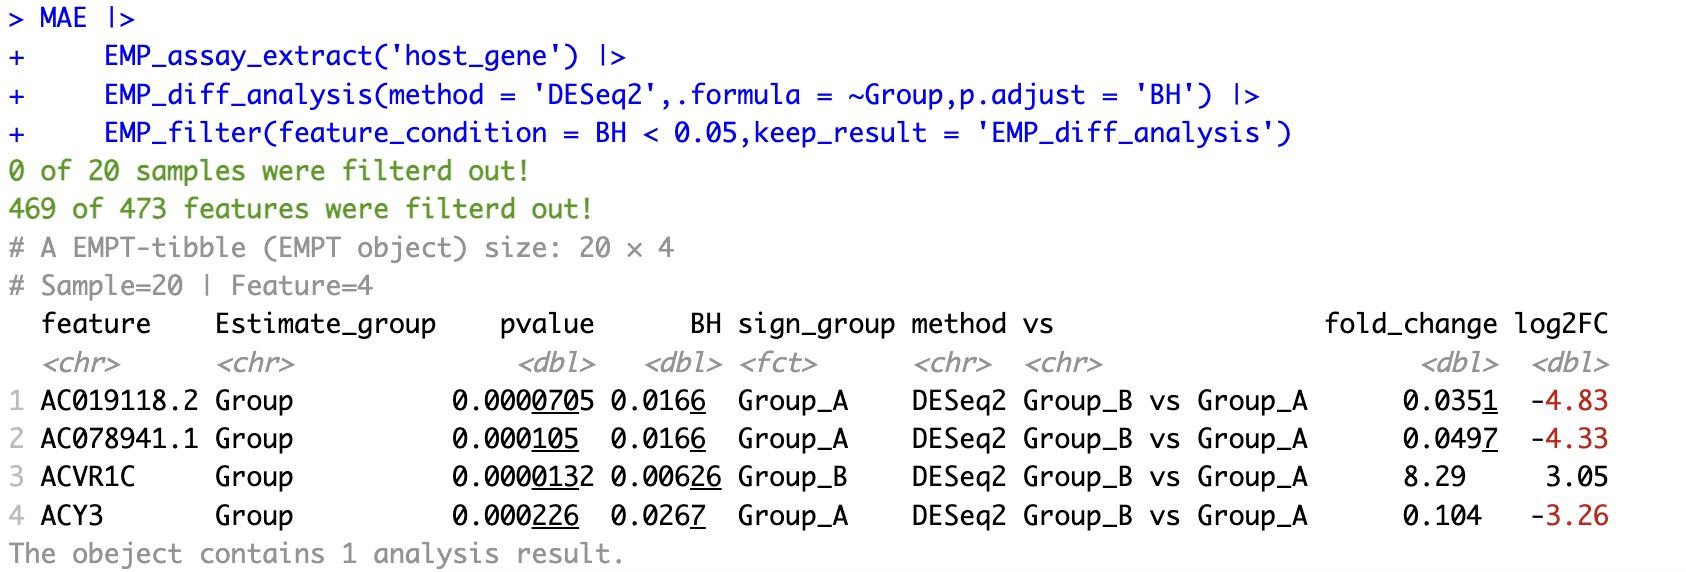 > MAE |>
+     EMP_assay_extract('host_gene') |>
+     EMP_diff_analysis(method = 'DESeq2',.formula = ~Group,p.adjust = 'BH') |>
+     EMP_filter(feature_condition = BH < 0.05,keep_result = 'EMP_diff_analysis')
0 of 20 samples were filterd out!
469 of 473 features were filterd out!
# A EMPT-tibble (EMPT object) size: 20 × 4
# Sample=20 | Feature=4
  feature    Estimate_group    pvalue      BH sign_group method vs                 fold_change log2FC
  <chr>      <chr>              <dbl>   <dbl> <fct>      <chr>  <chr>                    <dbl>  <dbl>
1 AC019118.2 Group          0.0000705 0.0166  Group_A    DESeq2 Group_B vs Group_A      0.0351  -4.83
2 AC078941.1 Group          0.000105  0.0166  Group_A    DESeq2 Group_B vs Group_A      0.0497  -4.33
3 ACVR1C     Group          0.0000132 0.00626 Group_B    DESeq2 Group_B vs Group_A      8.29     3.05
4 ACY3       Group          0.000226  0.0267  Group_A    DESeq2 Group_B vs Group_A      0.104   -3.26
The obeject contains 1 analysis result.